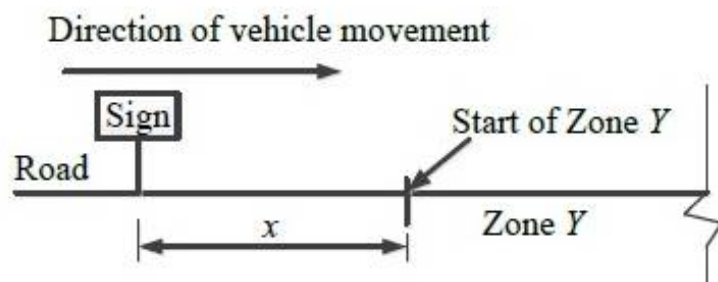 Direction of vehicle movement
Sign
Start of Zone Y
Road
x
Zone Y